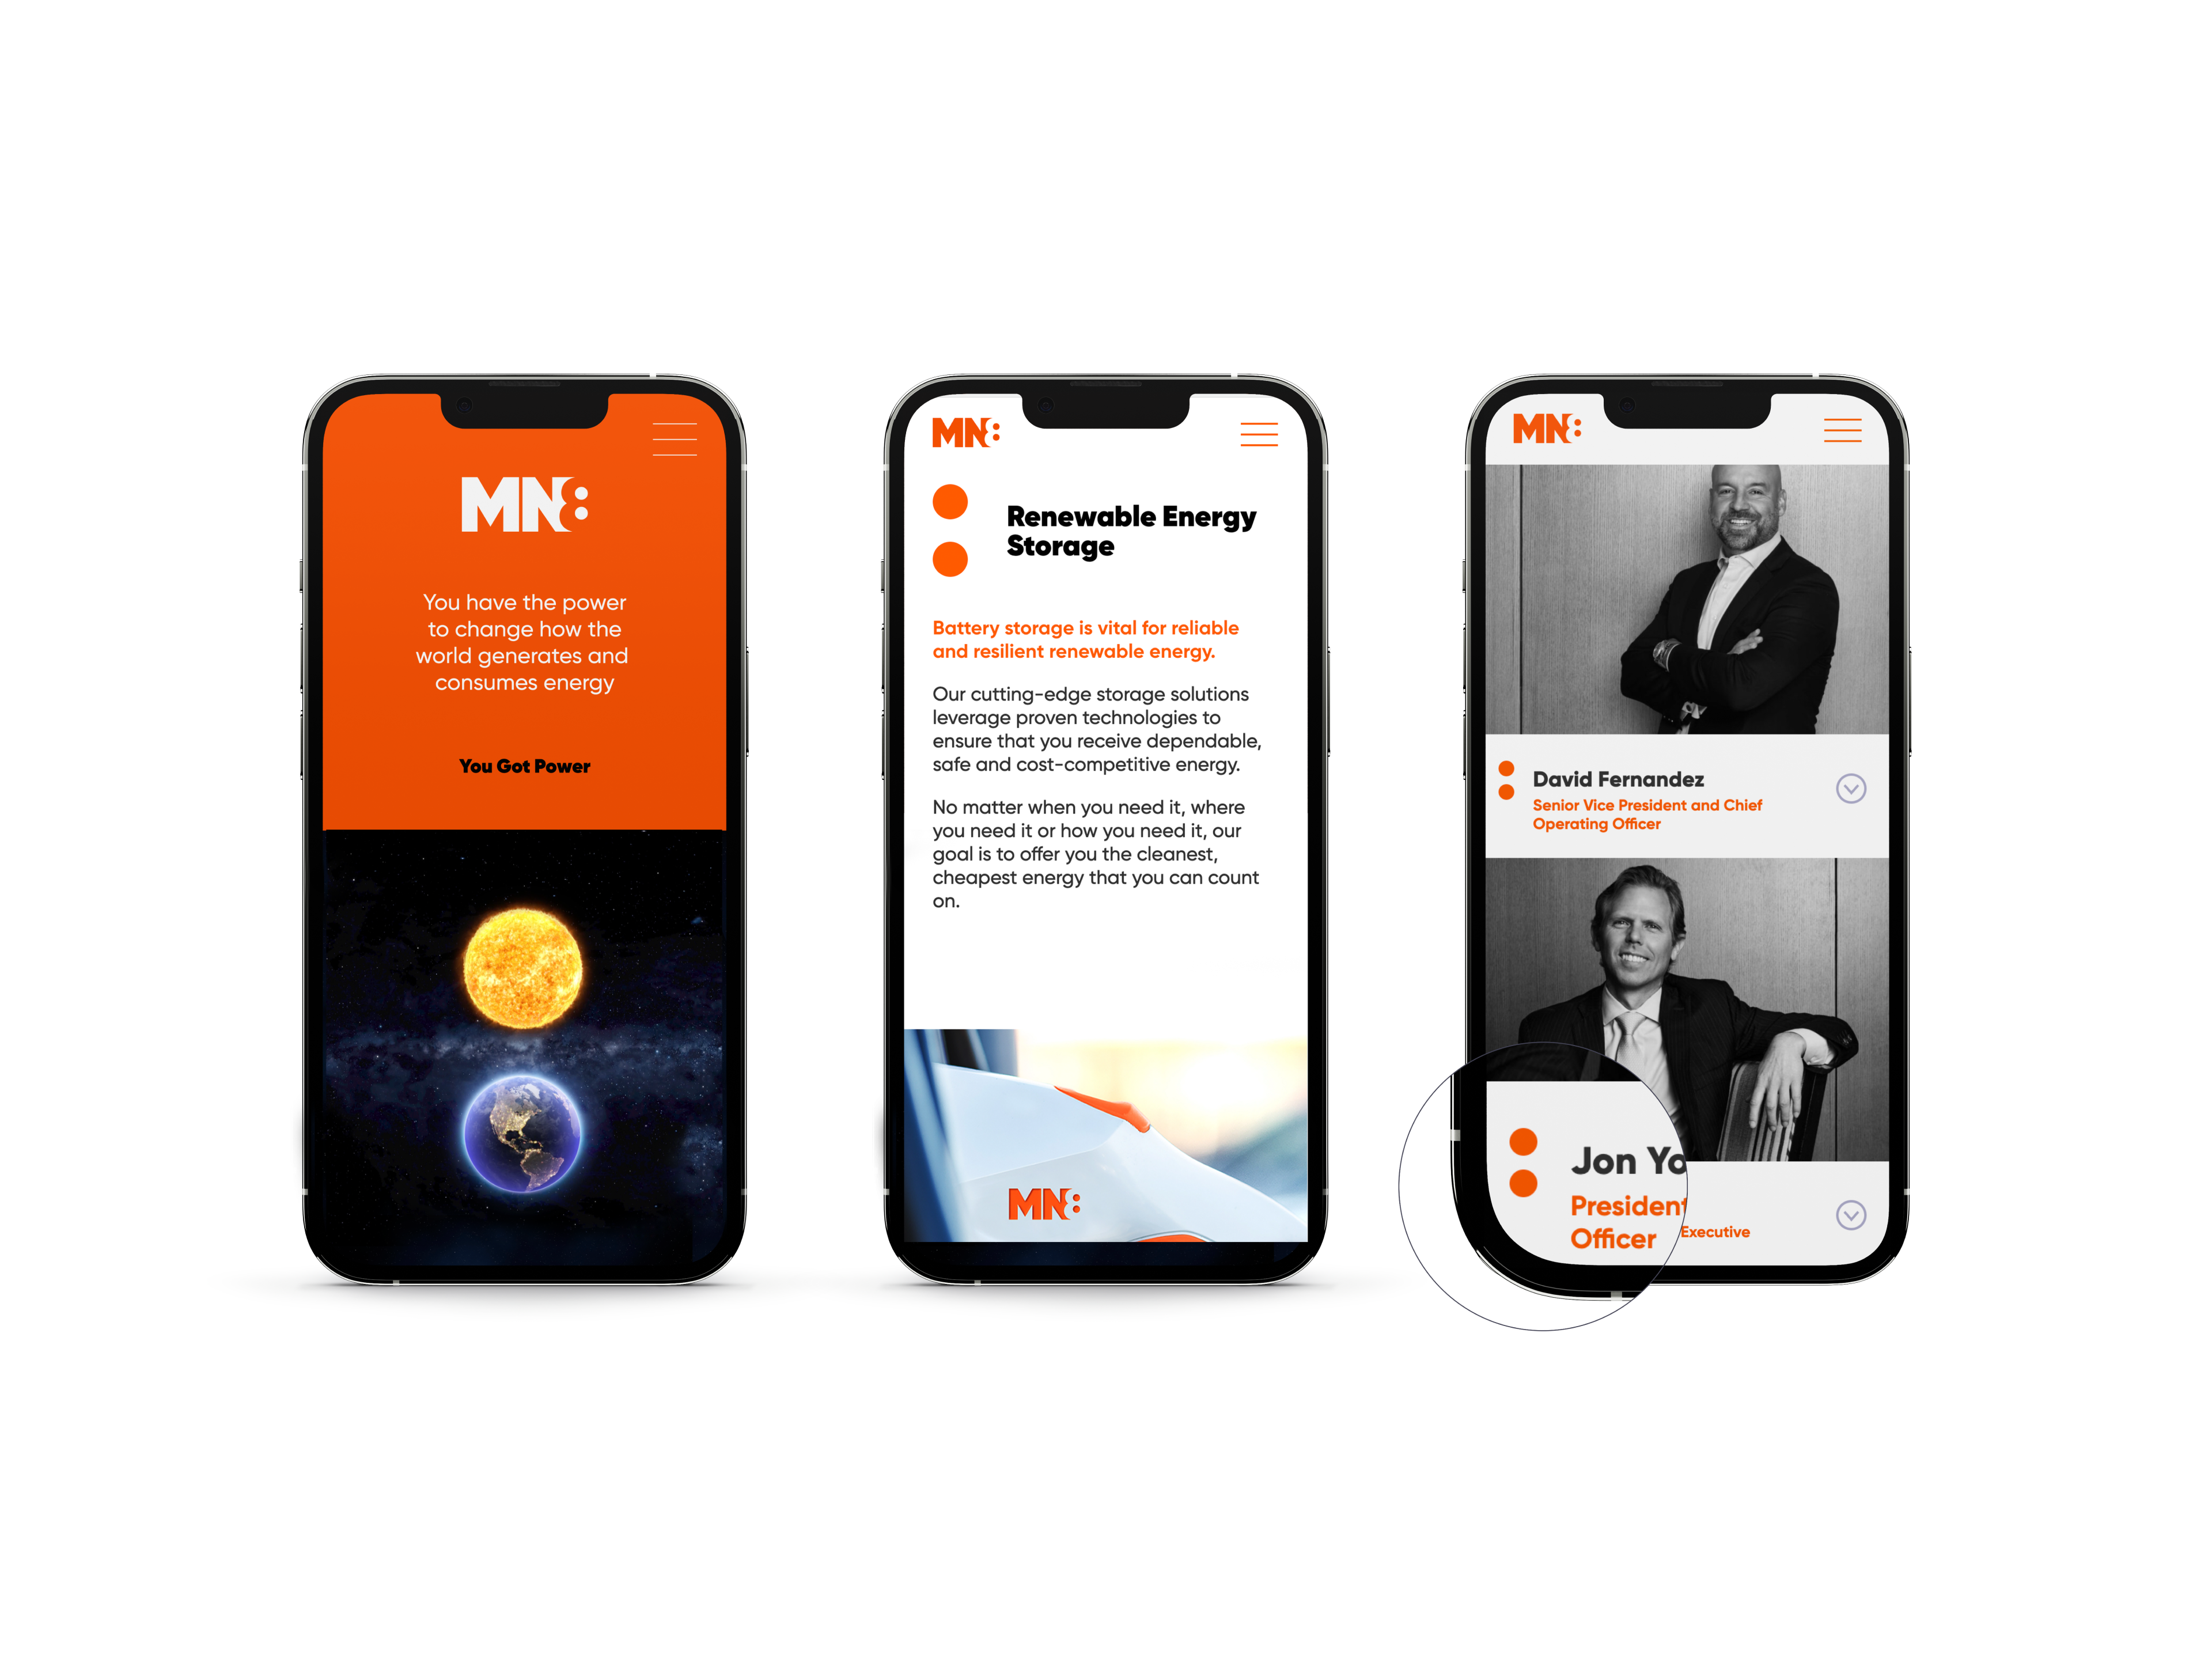 MN8
You have the power
to change how the
world generates and
consumes energy
You Got Power
MN8
Renewable Energy
Storage
Battery storage is vital for reliable
and resilient renewable energy.
Our cutting-edge storage solutions
leverage proven technologies to
ensure that you receive dependable,
safe and cost-competitive energy.
No matter when you need it, where
you need it or how you need it, our
goal is to offer you the cleanest,
cheapest energy that you can count
on.
MN8
MN8
David Fernandez
Senior Vice President and Chief
Operating Officer
Jon Yo
President
Officer Executive